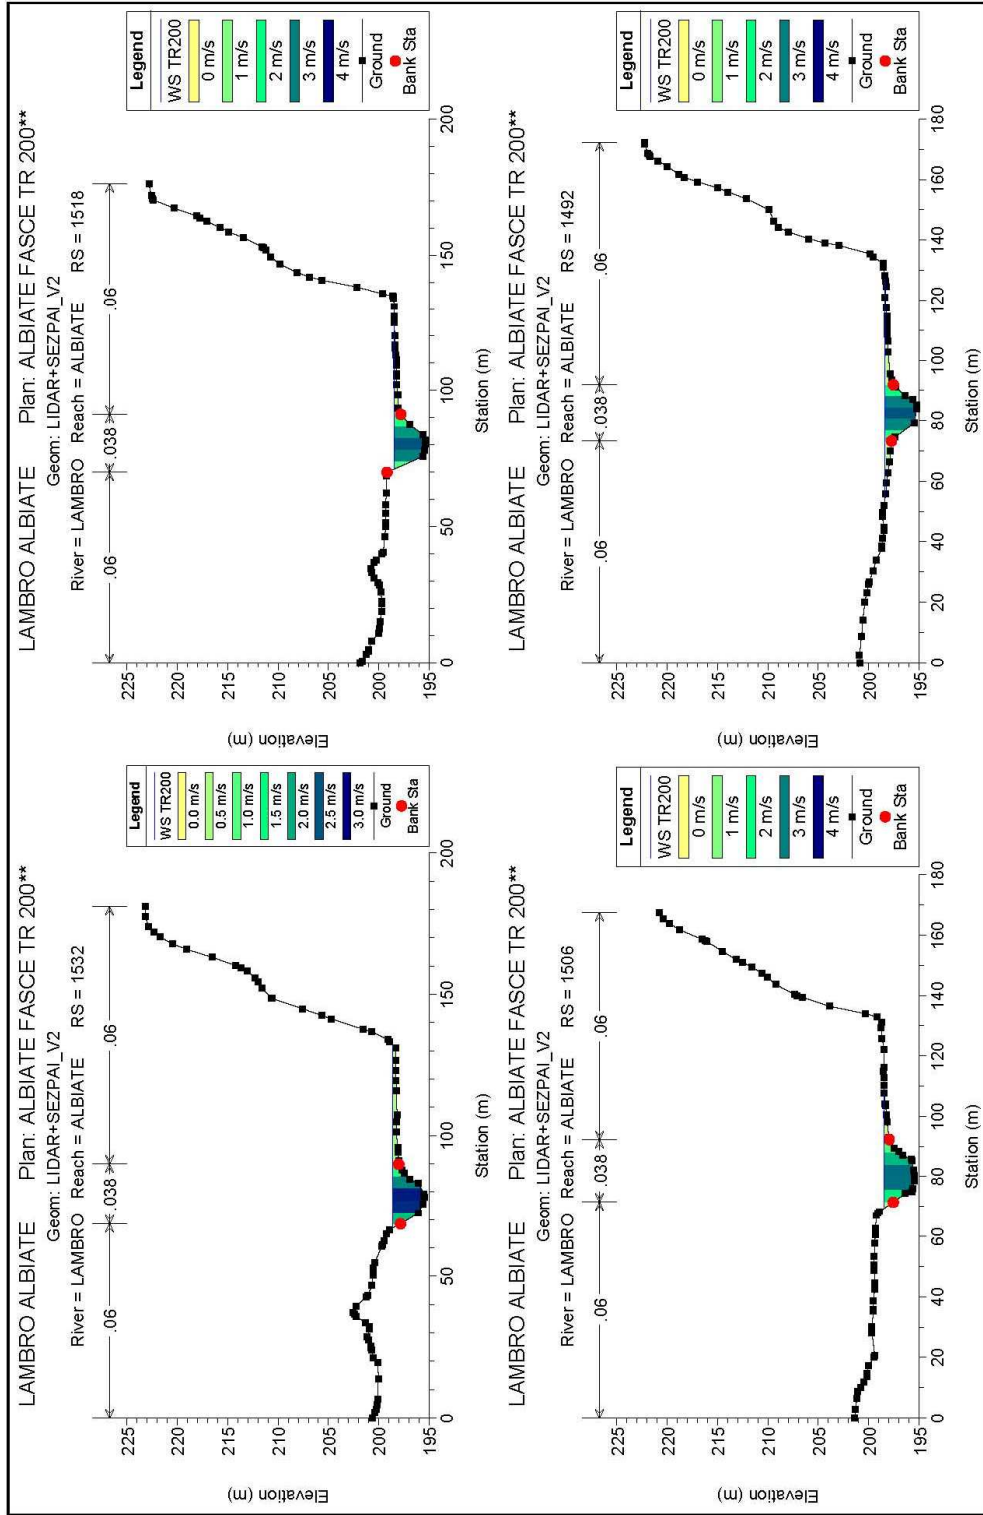 LAMBRO ALBIATE Plan: ALBIATE FASCE TR 200**
Geom: LIDAR+SEZPAI_V2
River = LAMBRO Reach = ALBIATE RS = 1532
.06
.038
.06
Elevation (m)
225
220
215
210
205
200
195
0
50
100
150
200
Station (m)
Legend
WS TR200
0.0 m/s
0.5 m/s
1.0 m/s
1.5 m/s
2.0 m/s
2.5 m/s
3.0 m/s
Ground
Bank Sta
LAMBRO ALBIATE Plan: ALBIATE FASCE TR 200**
Geom: LIDAR+SEZPAI_V2
River = LAMBRO Reach = ALBIATE RS = 1518
.06
.038
.06
Elevation (m)
225
220
215
210
205
200
195
0
50
100
150
200
Station (m)
Legend
WS TR200
0 m/s
1 m/s
2 m/s
3 m/s
4 m/s
Ground
Bank Sta
LAMBRO ALBIATE Plan: ALBIATE FASCE TR 200**
Geom: LIDAR+SEZPAI_V2
River = LAMBRO Reach = ALBIATE RS = 1506
.06
.038
.06
Elevation (m)
225
220
215
210
205
200
195
0
20
40
60
80
100
120
140
160
180
Station (m)
Legend
WS TR200
0 m/s
1 m/s
2 m/s
3 m/s
4 m/s
Ground
Bank Sta
LAMBRO ALBIATE Plan: ALBIATE FASCE TR 200**
Geom: LIDAR+SEZPAI_V2
River = LAMBRO Reach = ALBIATE RS = 1492
.06
.038
.06
Elevation (m)
225
220
215
210
205
200
195
0
20
40
60
80
100
120
140
160
180
Station (m)
Legend
WS TR200
0 m/s
1 m/s
2 m/s
3 m/s
4 m/s
Ground
Bank Sta